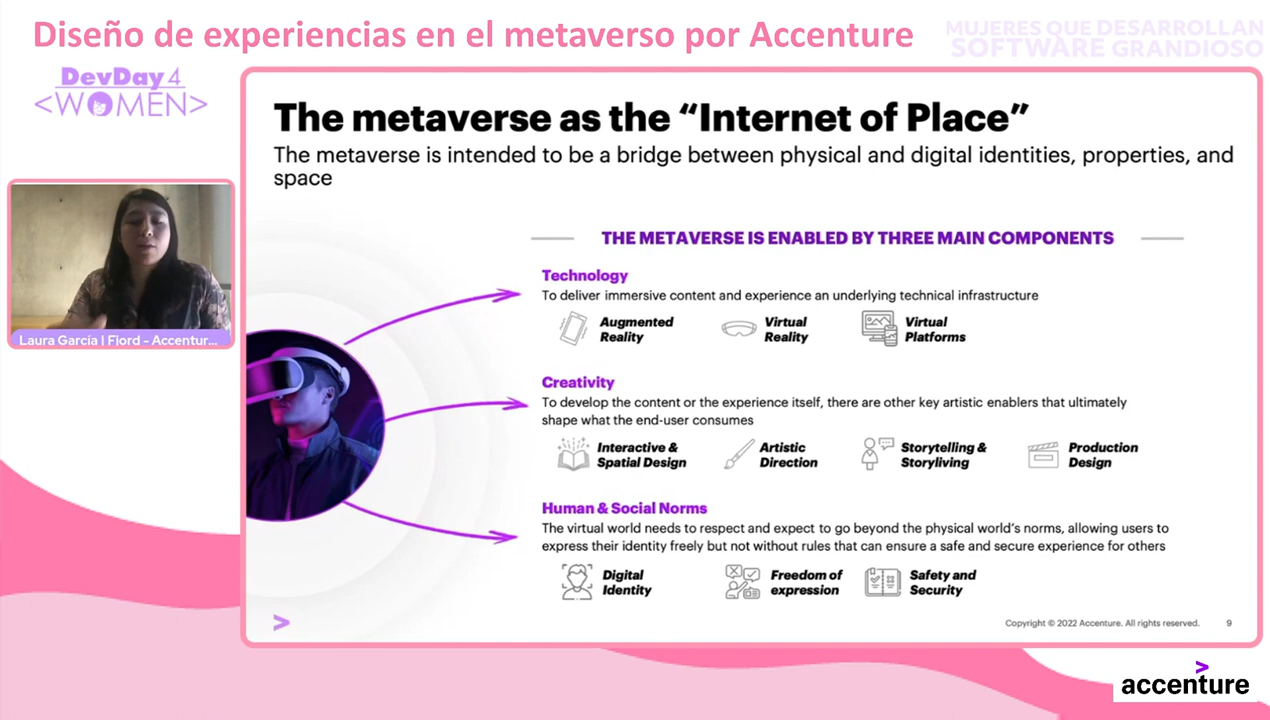 Diseño de experiencias en el metaverso por Accenture
MUJERES QUE DESARROLLAN
SOFTWARE GRANDIOSO
DevDay4
<WOMEN>
Laura García | Fjord - Accentur...
The metaverse as the “Internet of Place”
The metaverse is intended to be a bridge between physical and digital identities, properties, and
space
THE METAVERSE IS ENABLED BY THREE MAIN COMPONENTS
Technology
To deliver immersive content and experience an underlying technical infrastructure
Augmented
Reality
Virtual
Reality
Virtual
Platforms
Creativity
To develop the content or the experience itself, there are other key artistic enablers that ultimately
shape what the end-user consumes
Interactive &
Spatial Design
Artistic
Direction
Storytelling &
Storyliving
Production
Design
Human & Social Norms
The virtual world needs to respect and expect to go beyond the physical world’s norms, allowing users to
express their identity freely but not without rules that can ensure a safe and secure experience for others
Digital
Identity
Freedom of
expression
Safety and
Security
>
Copyright © 2022 Accenture. All rights reserved.
9
accenture